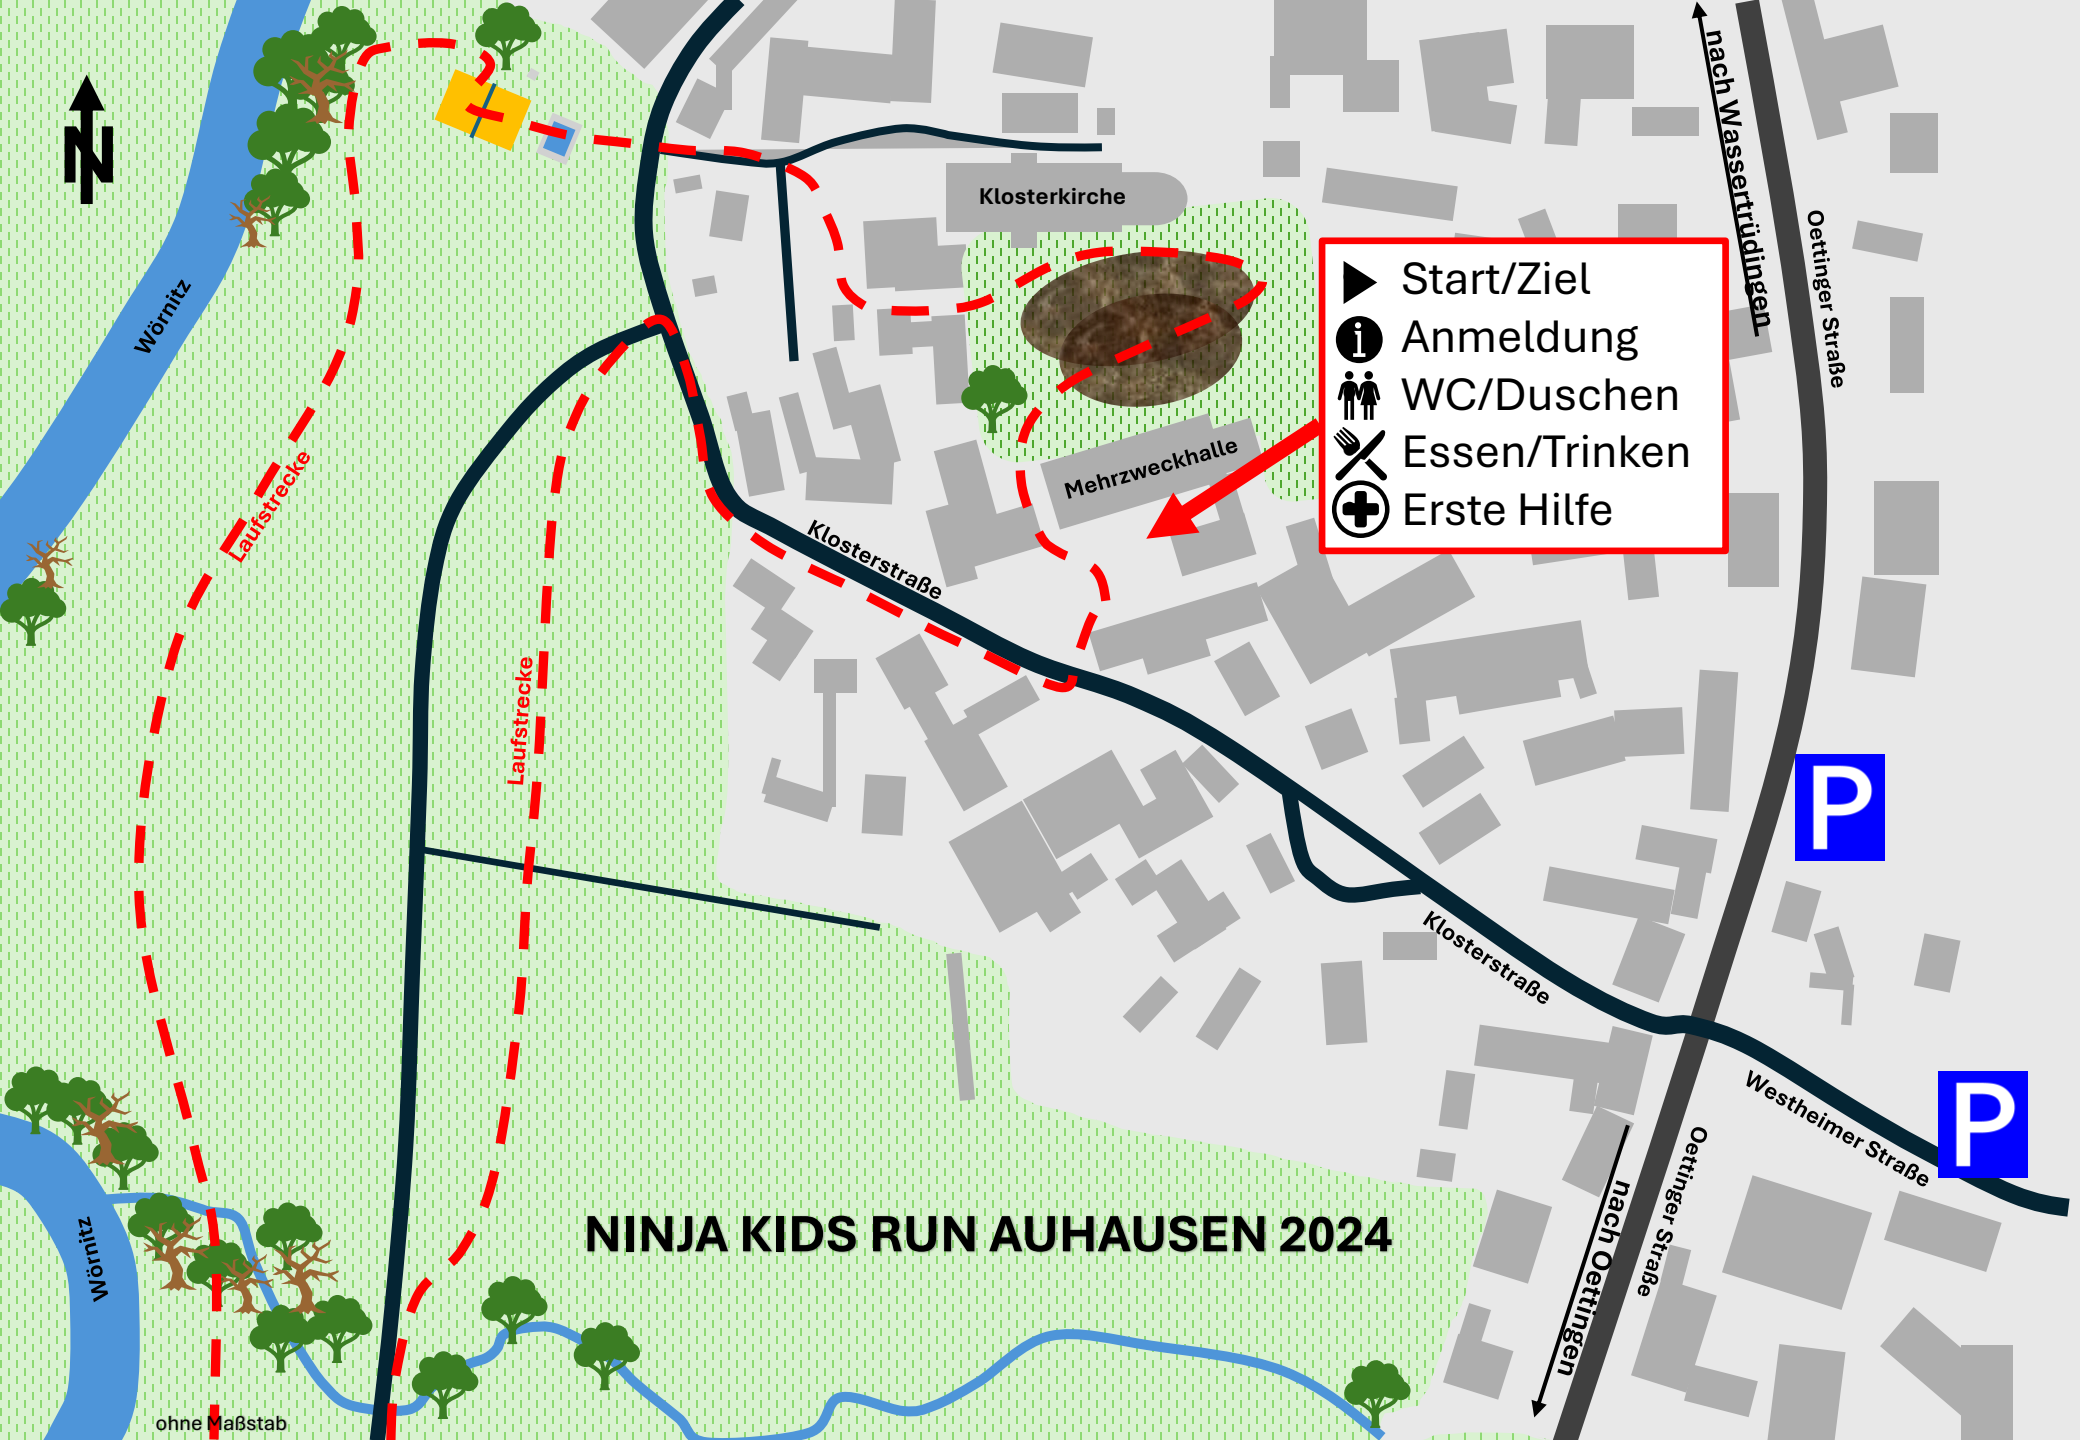 N
nach Wassertrüdingen
Oettinger Straße
Klosterkirche
Wörnitz
Start/Ziel
i Anmeldung
WC/Duschen
Essen/Trinken
Erste Hilfe
Mehrzweckhalle
Laufstrecke
Klosterstraße
Laufstrecke
P
Klosterstraße
Westheimer Straße
P
Oettinger Straße
nach Oettingen
Wörnitz
NINJA KIDS RUN AUHAUSEN 2024
ohne Maßstab